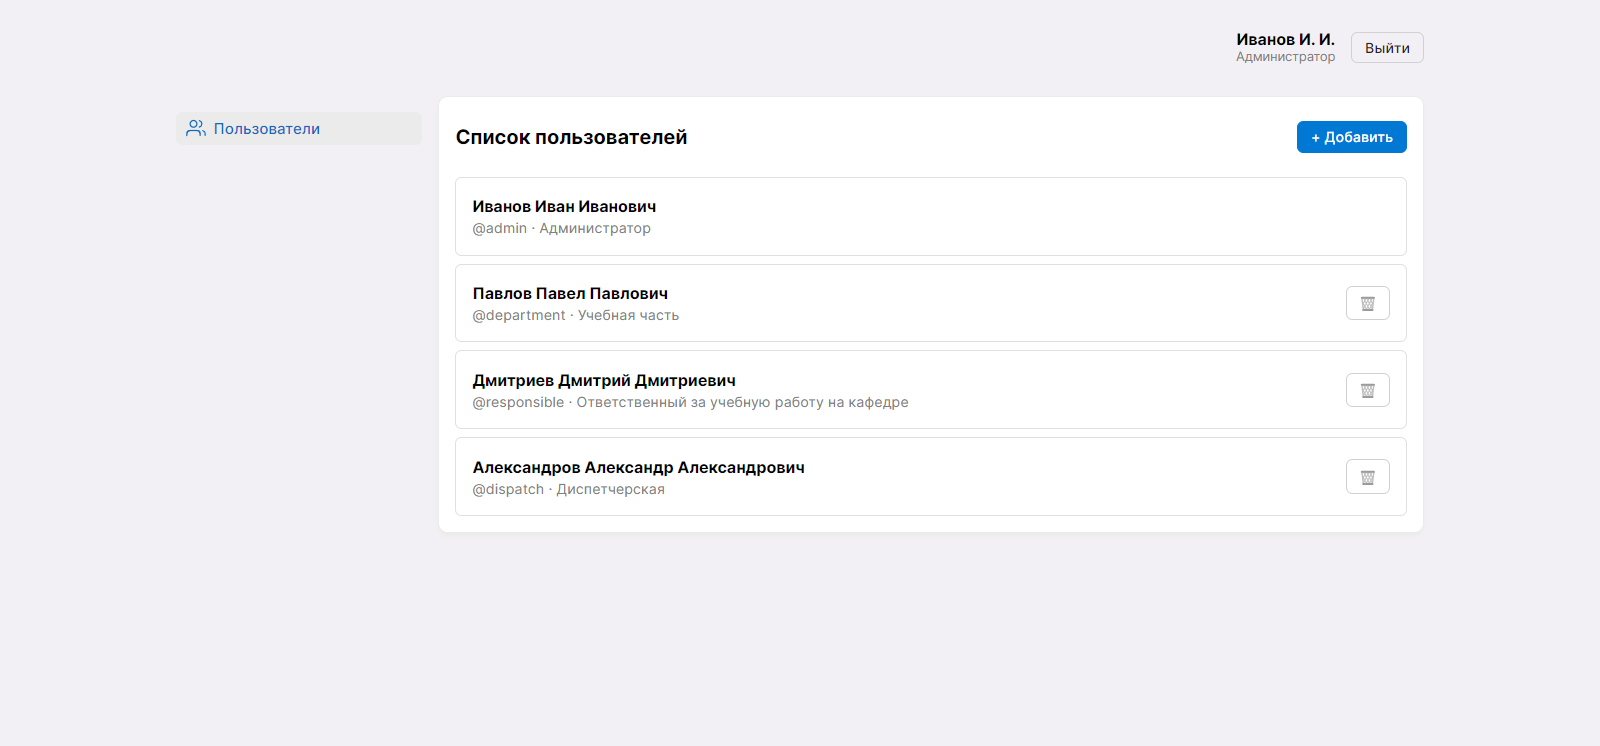 Иванов И. И.
Администратор
Выйти
Пользователи
Список пользователей
+ Добавить
Иванов Иван Иванович
@admin · Администратор
Павлов Павел Павлович
@department · Учебная часть
Дмитриев Дмитрий Дмитриевич
@responsible · Ответственный за учебную работу на кафедре
Александров Александр Александрович
@dispatch · Диспетчерская